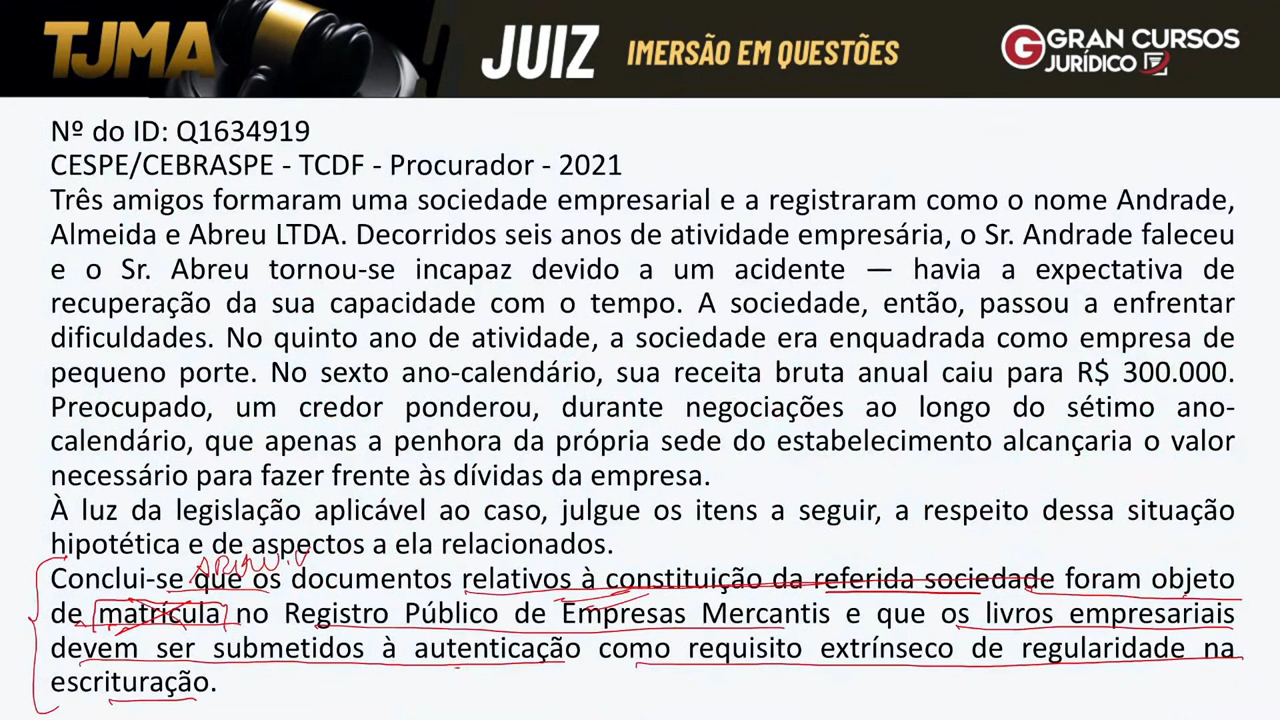 TJMA
JUIZ
IMERSÃO EM QUESTÕES
GRAN CURSOS
JURÍDICO
Nº do ID: Q1634919
CESPE/CEBRASPE - TCDF - Procurador - 2021
Três amigos formaram uma sociedade empresarial e a registraram como o nome Andrade,
Almeida e Abreu LTDA. Decorridos seis anos de atividade empresária, o Sr. Andrade faleceu
e o Sr. Abreu tornou-se incapaz devido a um acidente — havia a expectativa de
recuperação da sua capacidade com o tempo. A sociedade, então, passou a enfrentar
dificuldades. No quinto ano de atividade, a sociedade era enquadrada como empresa de
pequeno porte. No sexto ano-calendário, sua receita bruta anual caiu para R$ 300.000.
Preocupado, um credor ponderou, durante negociações ao longo do sétimo ano-
calendário, que apenas a penhora da própria sede do estabelecimento alcançaria o valor
necessário para fazer frente às dívidas da empresa.
À luz da legislação aplicável ao caso, julgue os itens a seguir, a respeito dessa situação
hipotética e de aspectos a ela relacionados.
Conclui-se que os documentos relativos à constituição da referida sociedade foram objeto
de matrícula no Registro Público de Empresas Mercantis e que os livros empresariais
devem ser submetidos à autenticação como requisito extrínseco de regularidade na
escrituração.